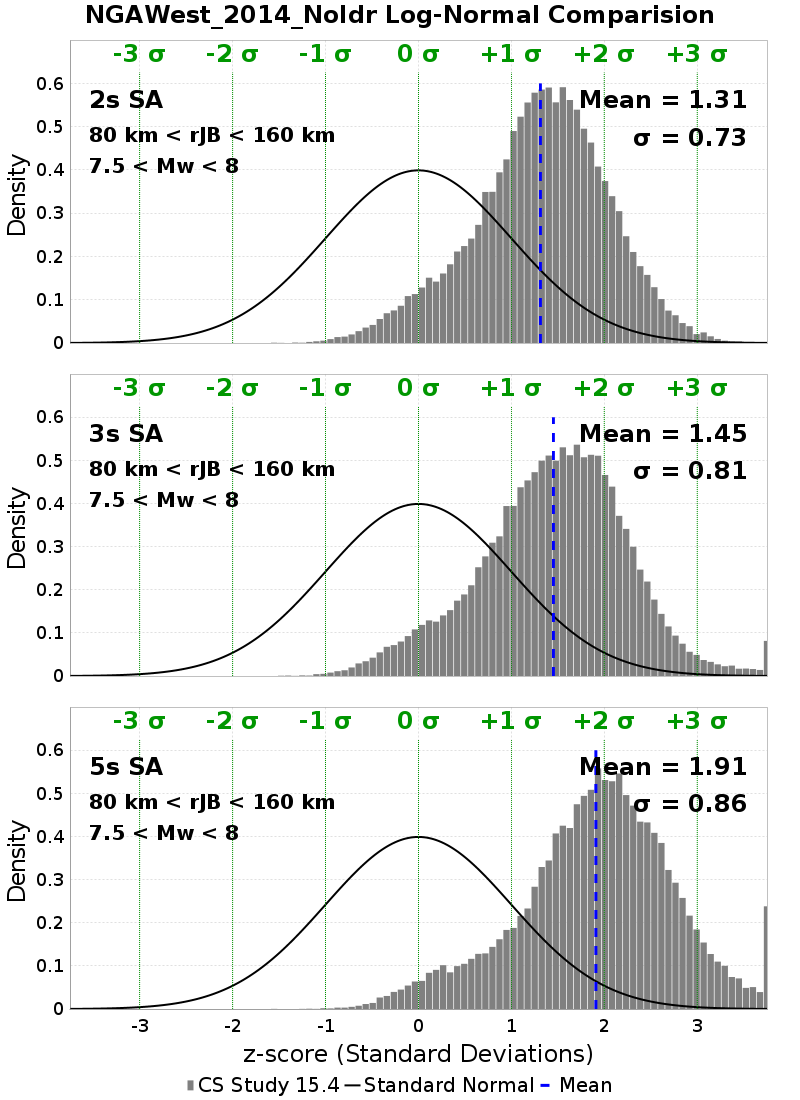 NGAWest_2014_NoIdr Log-Normal Comparision
-3 σ -2 σ -1 σ 0 σ +1 σ +2 σ +3 σ
2s SA
Mean = 1.31
80 km < rJB < 160 km
σ = 0.73
7.5 < Mw < 8
Density
0.6
0.5
0.4
0.3
0.2
0.1
0
-3 σ -2 σ -1 σ 0 σ +1 σ +2 σ +3 σ
3s SA
Mean = 1.45
80 km < rJB < 160 km
σ = 0.81
7.5 < Mw < 8
Density
0.6
0.5
0.4
0.3
0.2
0.1
0
-3 σ -2 σ -1 σ 0 σ +1 σ +2 σ +3 σ
5s SA
Mean = 1.91
80 km < rJB < 160 km
σ = 0.86
7.5 < Mw < 8
Density
0.6
0.5
0.4
0.3
0.2
0.1
0
-3 -2 -1 0 1 2 3
z-score (Standard Deviations)
CS Study 15.4 Standard Normal Mean